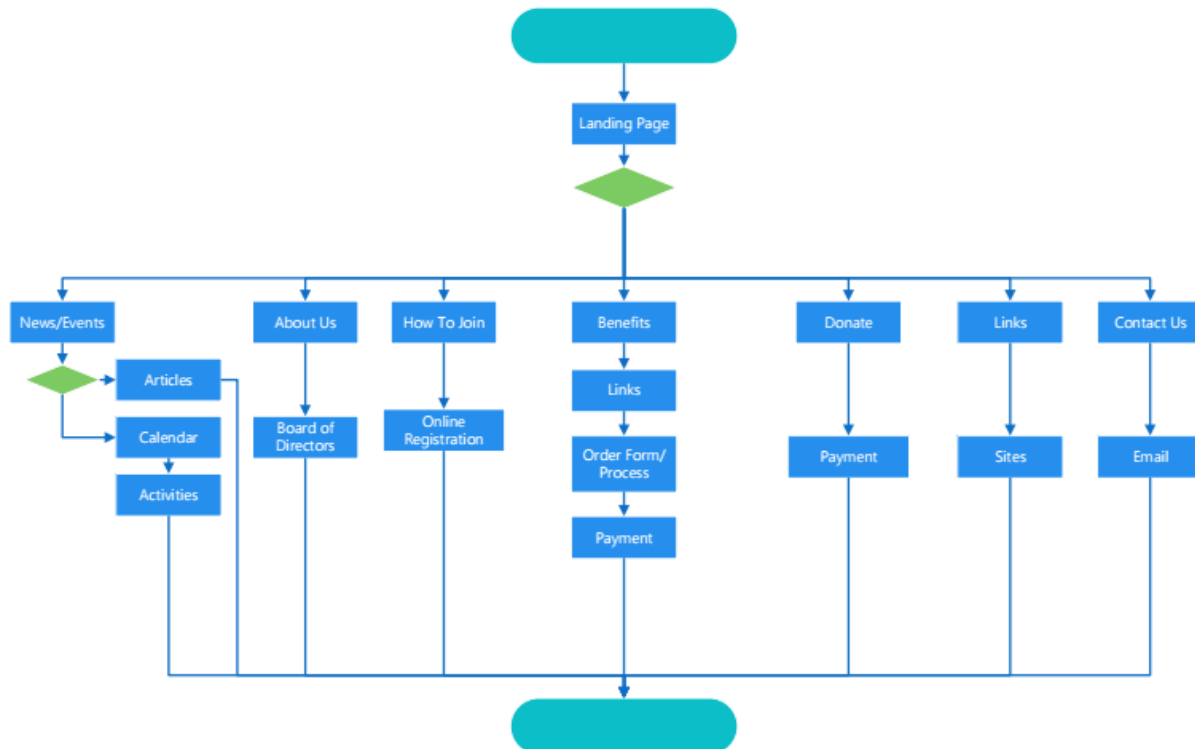 Landing Page
News/Events
About Us
How To Join
Benefits
Donate
Links
Contact Us
Articles
Links
Calendar
Board of
Directors
Online
Registration
Order Form/
Process
Payment
Sites
Email
Activities
Payment